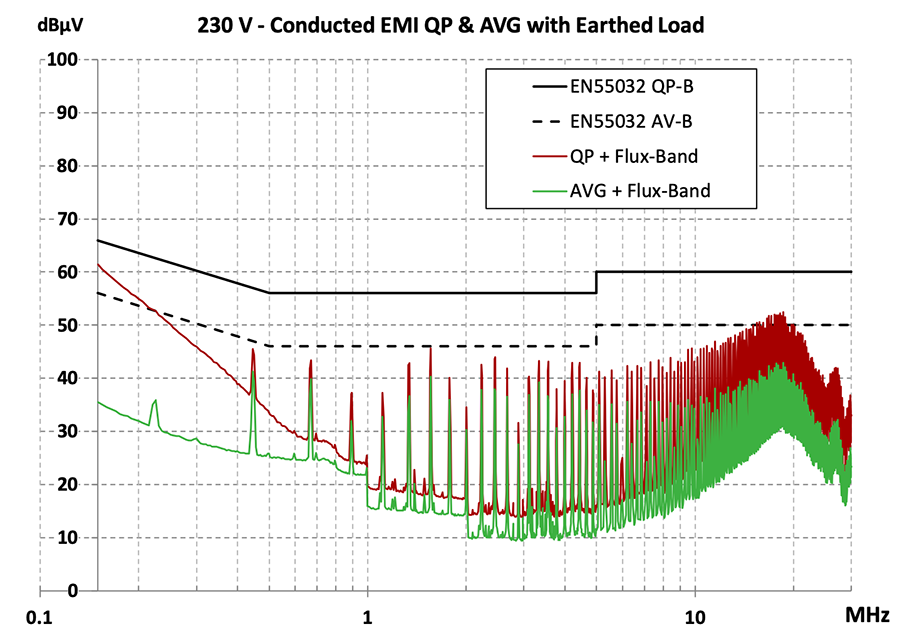 dBµV
230 V - Conducted EMI QP & AVG with Earthed Load
100
90
80
70
60
50
40
30
20
10
0
EN55032 QP-B
EN55032 AV-B
QP + Flux-Band
AVG + Flux-Band
0.1
1
10
MHz